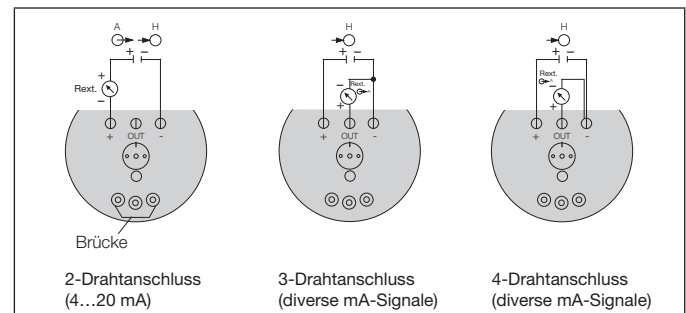 A H
+ −
+
Rext.
−
+ OUT -
Brücke
2-Drahtanschluss
(4…20 mA)
H
+ −
− Rext.
A
+
+ OUT -
3-Drahtanschluss
(diverse mA-Signale)
H
+ −
Rext.
A −
+
+ OUT -
4-Drahtanschluss
(diverse mA-Signale)